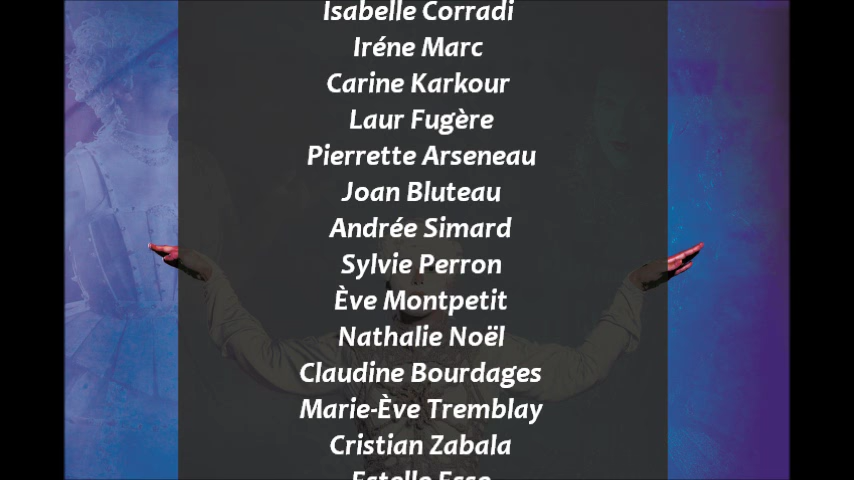 Isabelle Corradi
Iréne Marc
Carine Karkour
Laur Fugère
Pierrette Arseneau
Joan Bluteau
Andrée Simard
Sylvie Perron
Ève Montpetit
Nathalie Noël
Claudine Bourdages
Marie-Ève Tremblay
Cristian Zabala